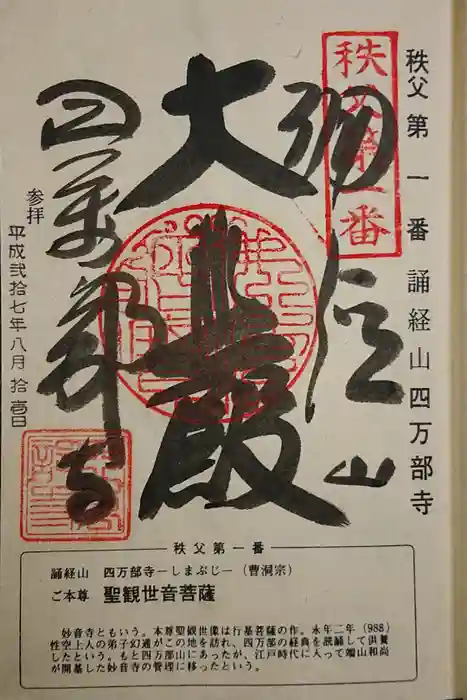 秩父第一番 誦経山四万部寺
秩父第一番
大
殿
山
四萬部寺
参拝
平成弐拾七年八月拾壱日
秩父第一番
誦経山 四万部寺―しまぶじ―（曹洞宗）
ご本尊 聖観世音菩薩
妙音寺ともいう。本尊聖観世像は行基菩薩の作。永年二年（988）
性空上人の弟子幻通がこの地を訪れ、四万部の経典を読誦して供養
したという。もと四万部山にあったが、江戸時代に入って端山和尚
が開基した妙音寺の管理に移ったという。